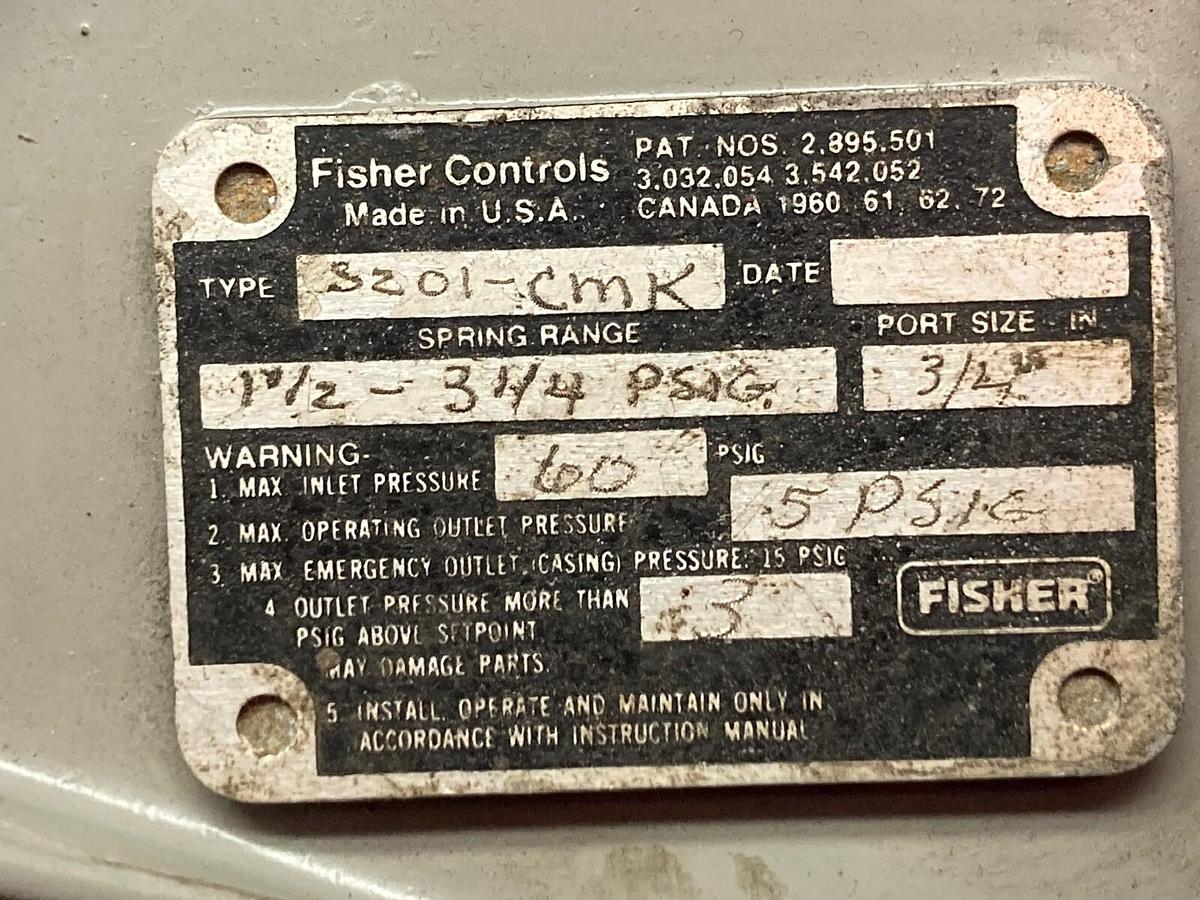 Fisher Controls
Made in U.S.A.
PAT. NOS. 2.895.501
3.032.054 3.542.052
CANADA 1960. 61. 62. 72
TYPE S201-CMK DATE
SPRING RANGE
1 1/2 - 3 1/4 PSIG.
PORT SIZE - IN
3/4"
WARNING-
1. MAX. INLET PRESSURE 60 PSIG
2. MAX. OPERATING OUTLET PRESSURE 5 PSIG
3. MAX. EMERGENCY OUTLET (CASING) PRESSURE: 15 PSIG
4. OUTLET PRESSURE MORE THAN 3
PSIG ABOVE SETPOINT
MAY DAMAGE PARTS.
5. INSTALL, OPERATE AND MAINTAIN ONLY IN
ACCORDANCE WITH INSTRUCTION MANUAL
FISHER®